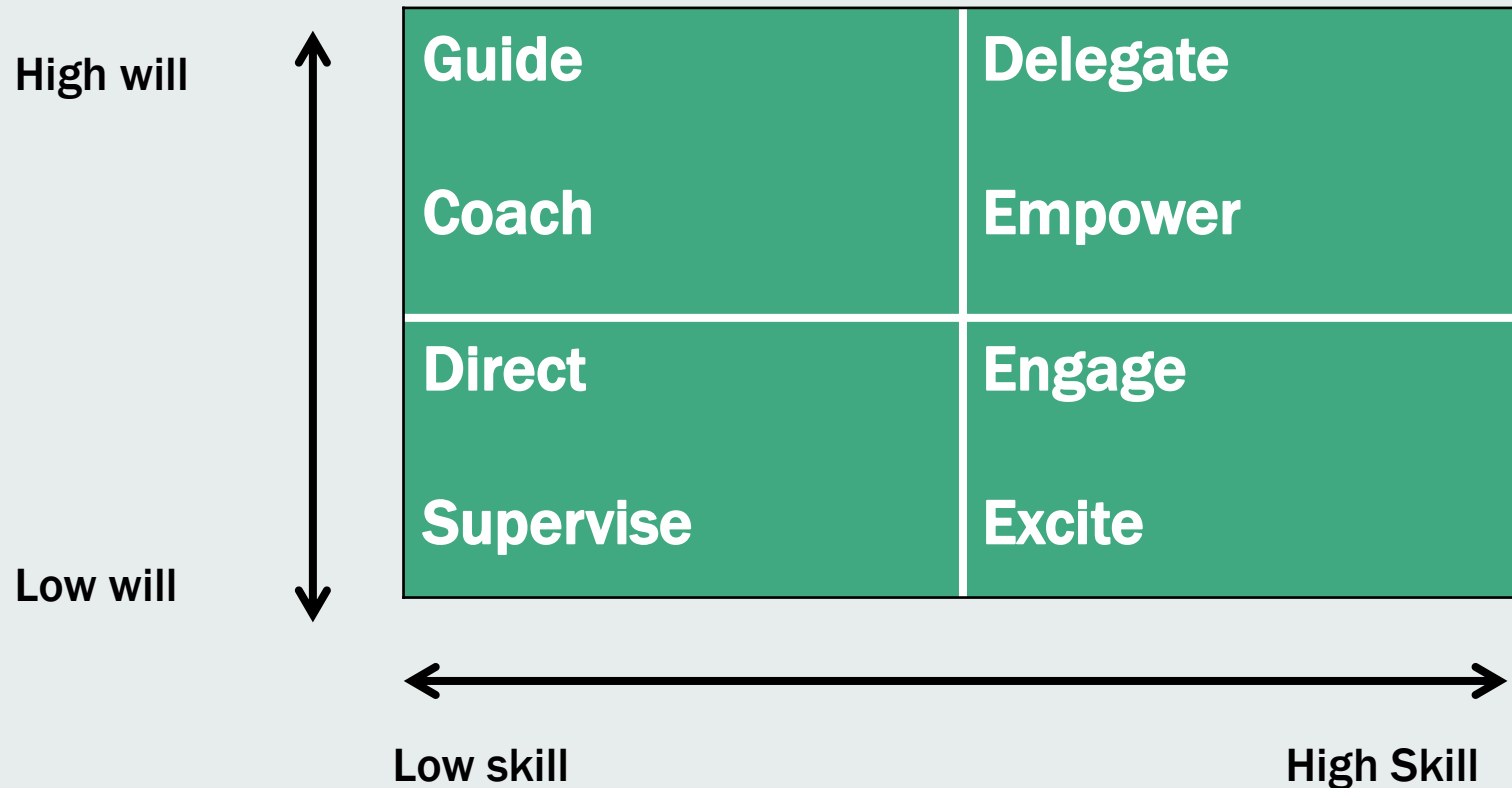 High will
Guide
Delegate
Coach
Empower
Direct
Engage
Supervise
Excite
Low will
Low skill
High Skill